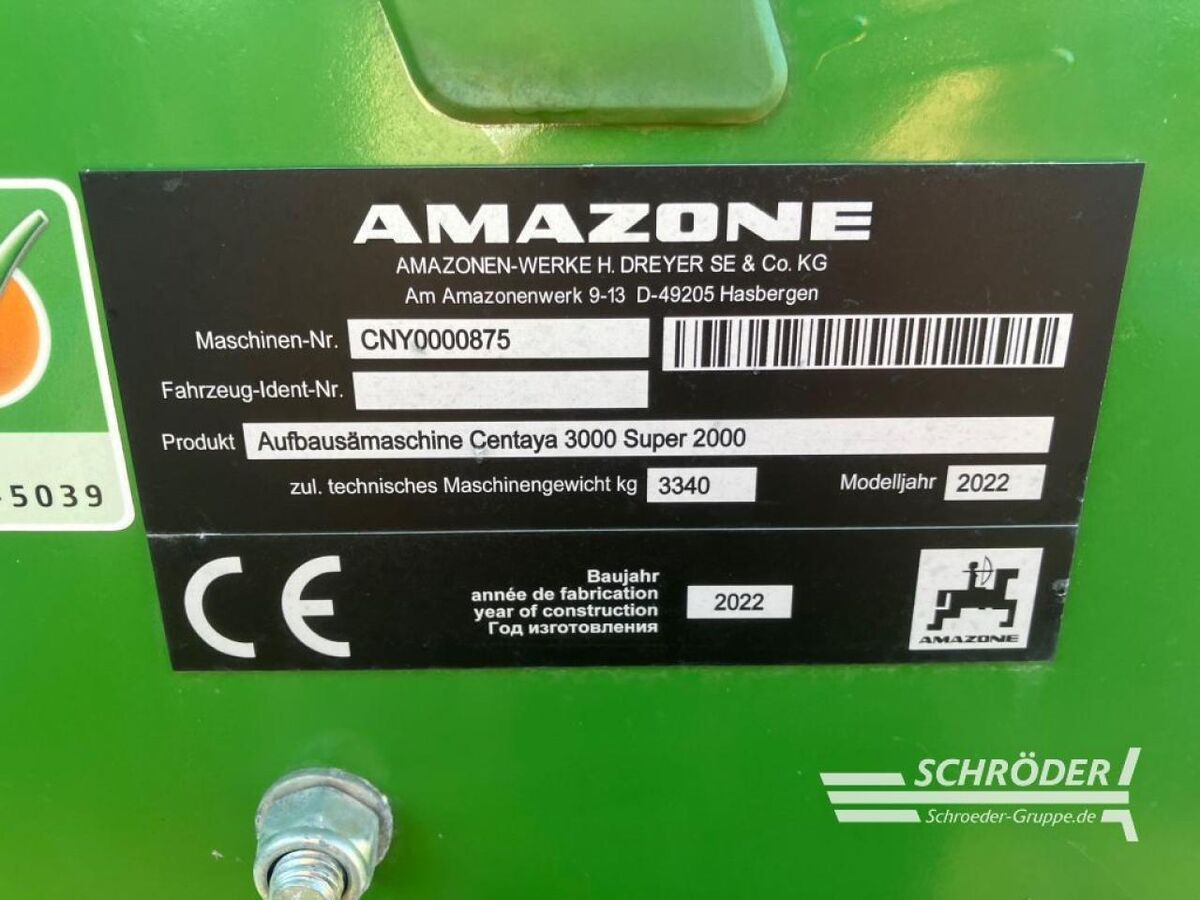 AMAZONE
AMAZONEN-WERKE H. DREYER SE & Co. KG
Am Amazonenwerk 9-13 D-49205 Hasbergen
Maschinen-Nr. CNY0000875
Fahrzeug-Ident-Nr.
Produkt Aufbausämaschine Centaya 3000 Super 2000
zul. technisches Maschinengewicht kg 3340 Modelljahr 2022
-5039
CE
Baujahr
année de fabrication
year of construction
Год изготовления
2022
AMAZONE
SCHRÖDER
Schroeder-Gruppe.de